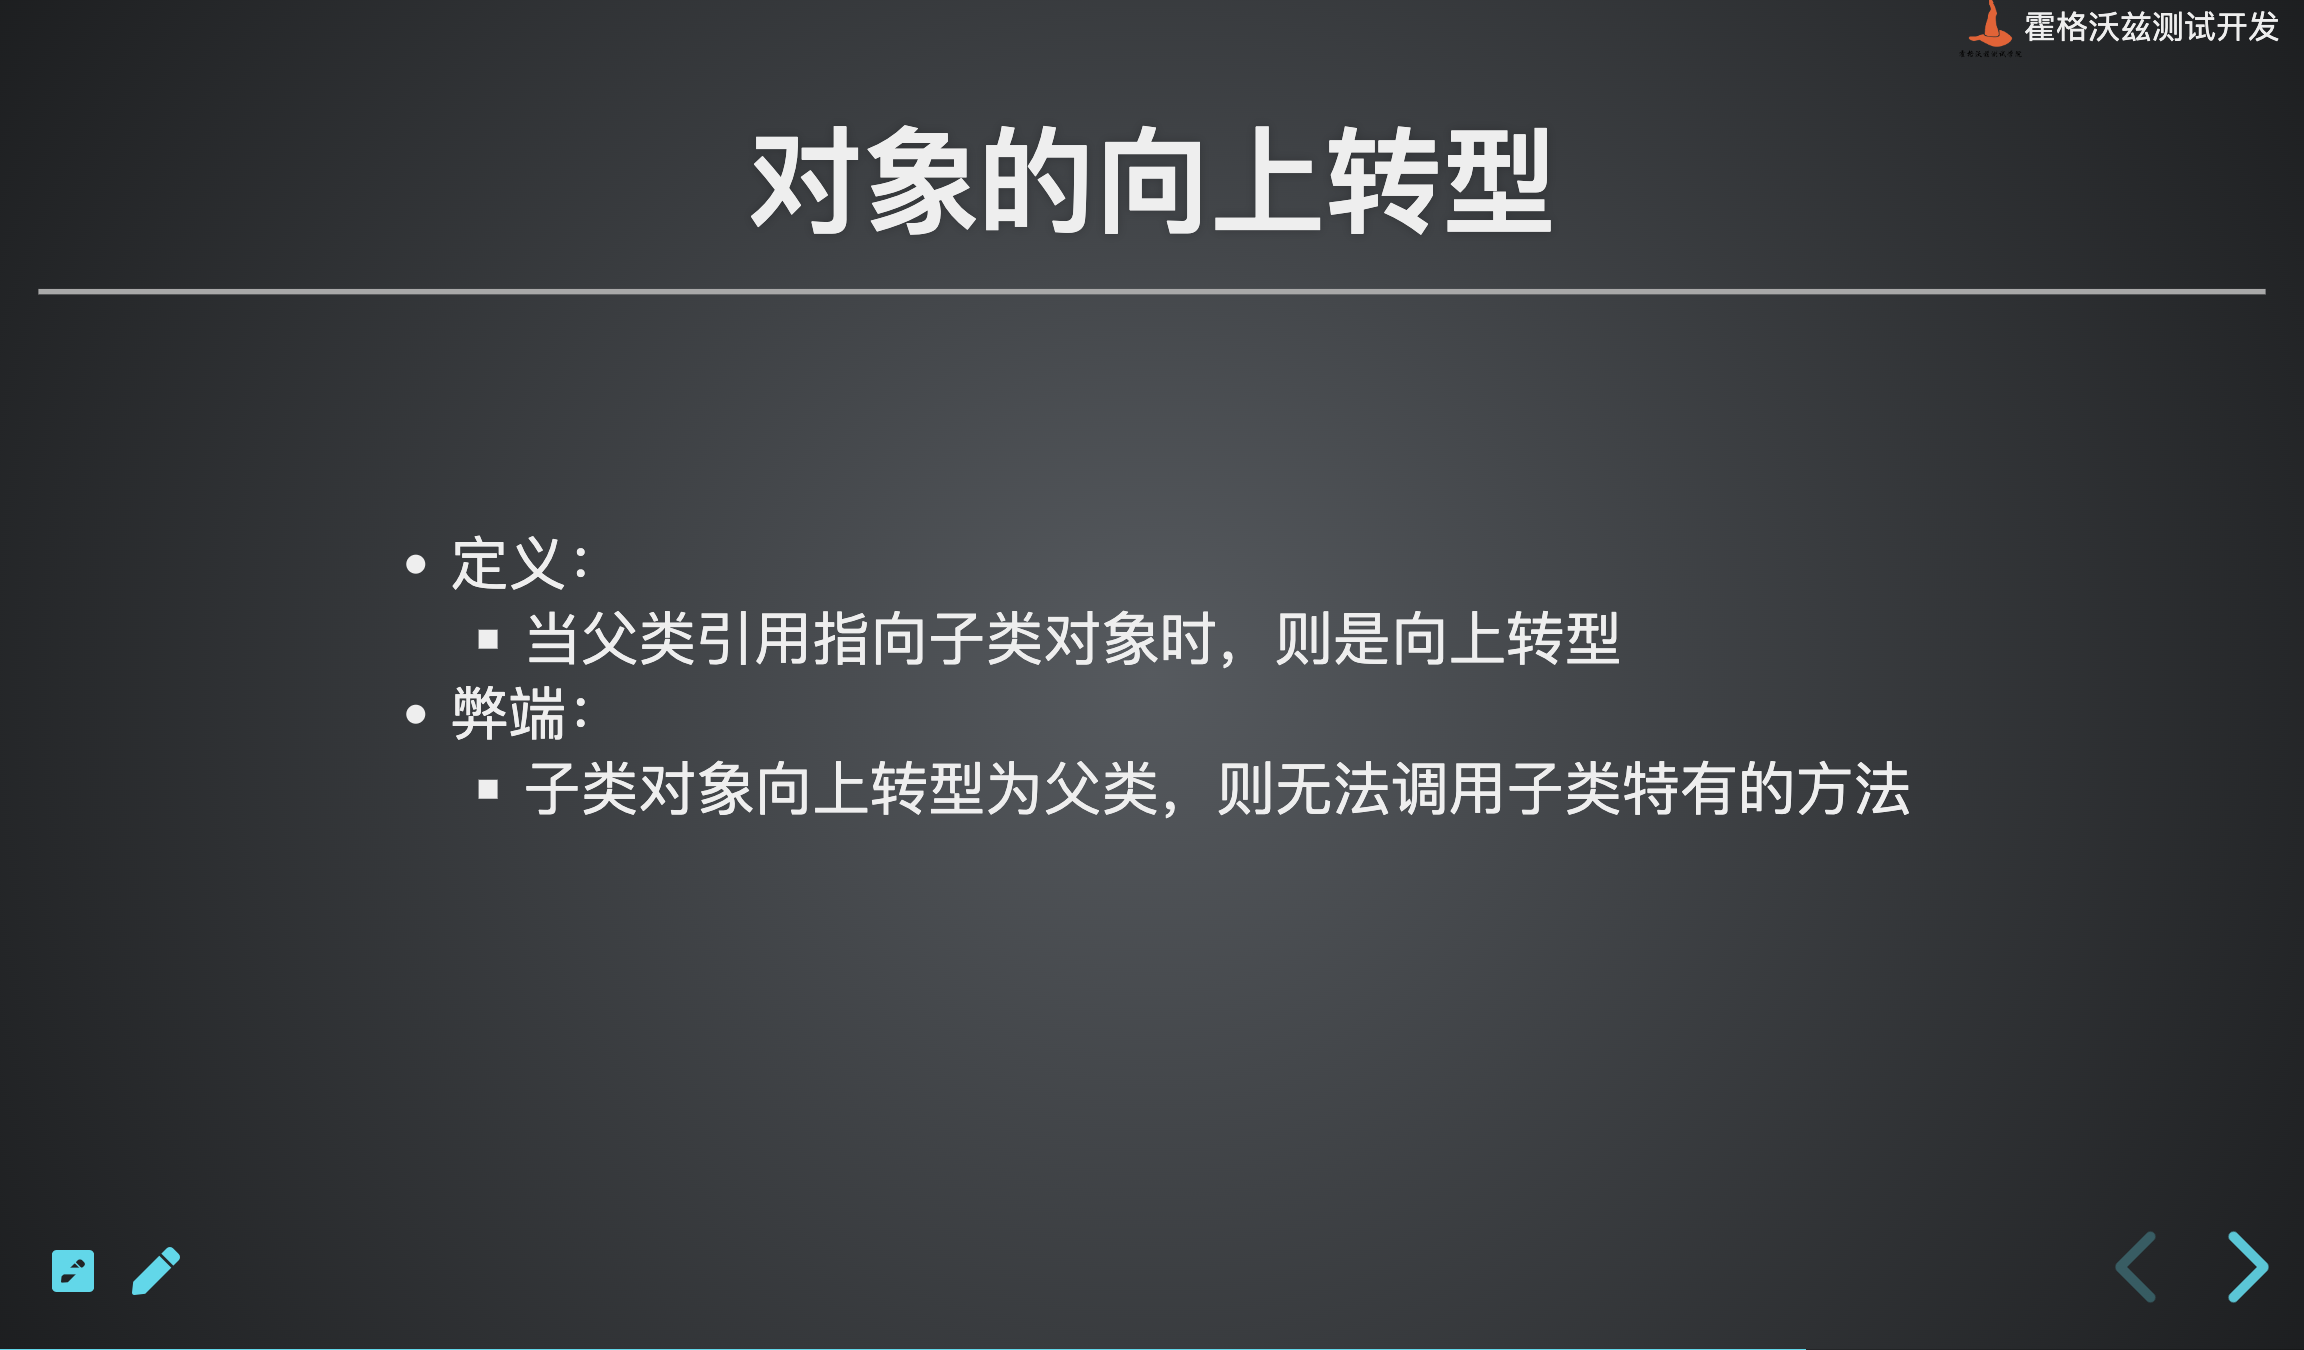 霍格沃兹测试开发
对象的向上转型
定义：
当父类引用指向子类对象时，则是向上转型
弊端：
子类对象向上转型为父类，则无法调用子类特有的方法